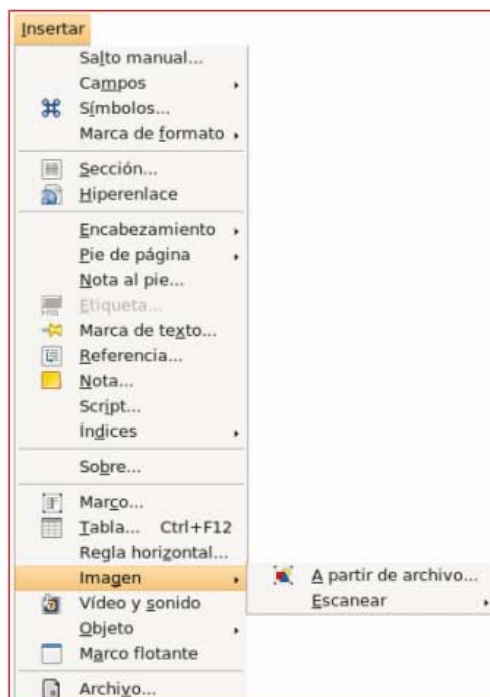 Insertar
Salto manual...
Campos
Símbolos...
Marca de formato
Sección...
Hiperenlace
Encabezamiento
Pie de página
Nota al pie...
Etiqueta...
Marca de texto...
Referencia...
Nota...
Script...
Índices
Sobre...
Marco...
Tabla... Ctrl+F12
Regla horizontal...
Imagen
A partir de archivo...
Escanear
Vídeo y sonido
Objeto
Marco flotante
Archivo...